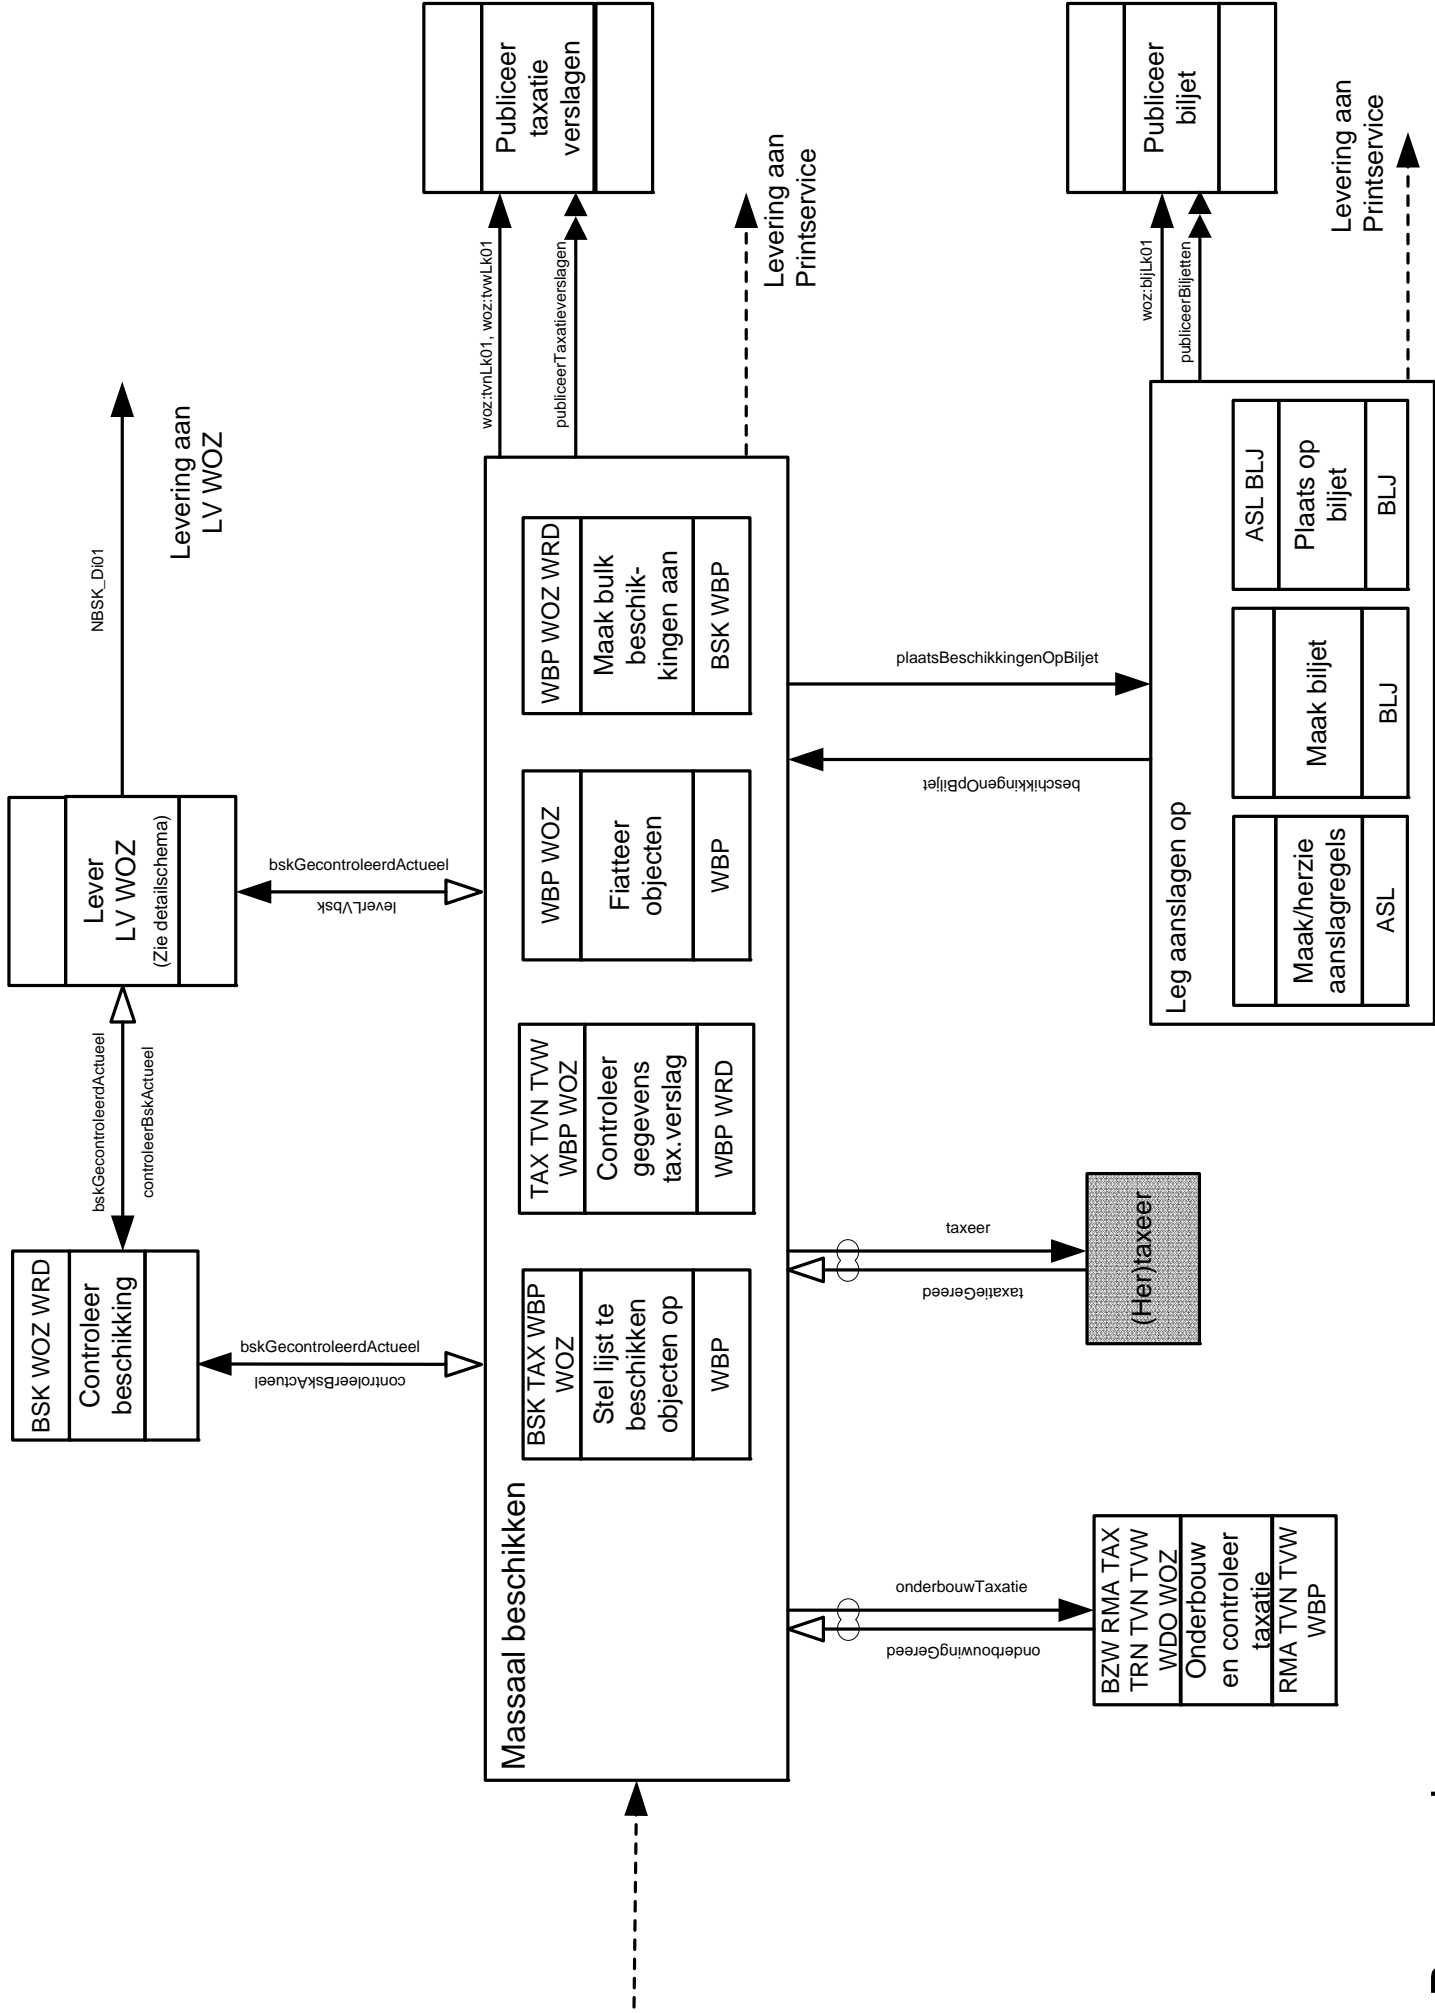 BSK WOZ WRD
Controleer
beschikking
bskGecontroleerdActueel
controleerBskActueel
Lever
LV WOZ
(Zie detailschema)
NBSK_Di01
Levering aan
LV WOZ
bskGecontroleerdActueel
controleerBskActueel
bskGecontroleerdActueel
leverLVbsk
Massaal beschikken
BSK TAX WBP
WOZ
Stel lijst te
beschikken
objecten op
WBP
TAX TVN TVW
WBP WOZ
Controleer
gegevens
tax.verslag
WBP WRD
WBP WOZ
Fiatteer
objecten
WBP
WBP WOZ WRD
Maak bulk
beschik-
kingen aan
BSK WBP
woz:tvnLk01, woz:tvwLk01
publiceerTaxatieverslagen
Publiceer
taxatie
verslagen
Levering aan
Printservice
onderbouwTaxatie
onderbouwingGereed
BZW RMA TAX
TRN TVN TVW
WDO WOZ
Onderbouw
en controleer
taxatie
RMA TVN TVW
WBP
taxeer
taxatieGereed
(Her)taxeer
plaatsBeschikkingenOpBiljet
beschikkingenOpBiljet
Leg aanslagen op
Maak/herzie
aanslagregels
ASL
Maak biljet
BLJ
ASL BLJ
Plaats op
biljet
BLJ
woz:bljLk01
publiceerBiljetten
Publiceer
biljet
Levering aan
Printservice